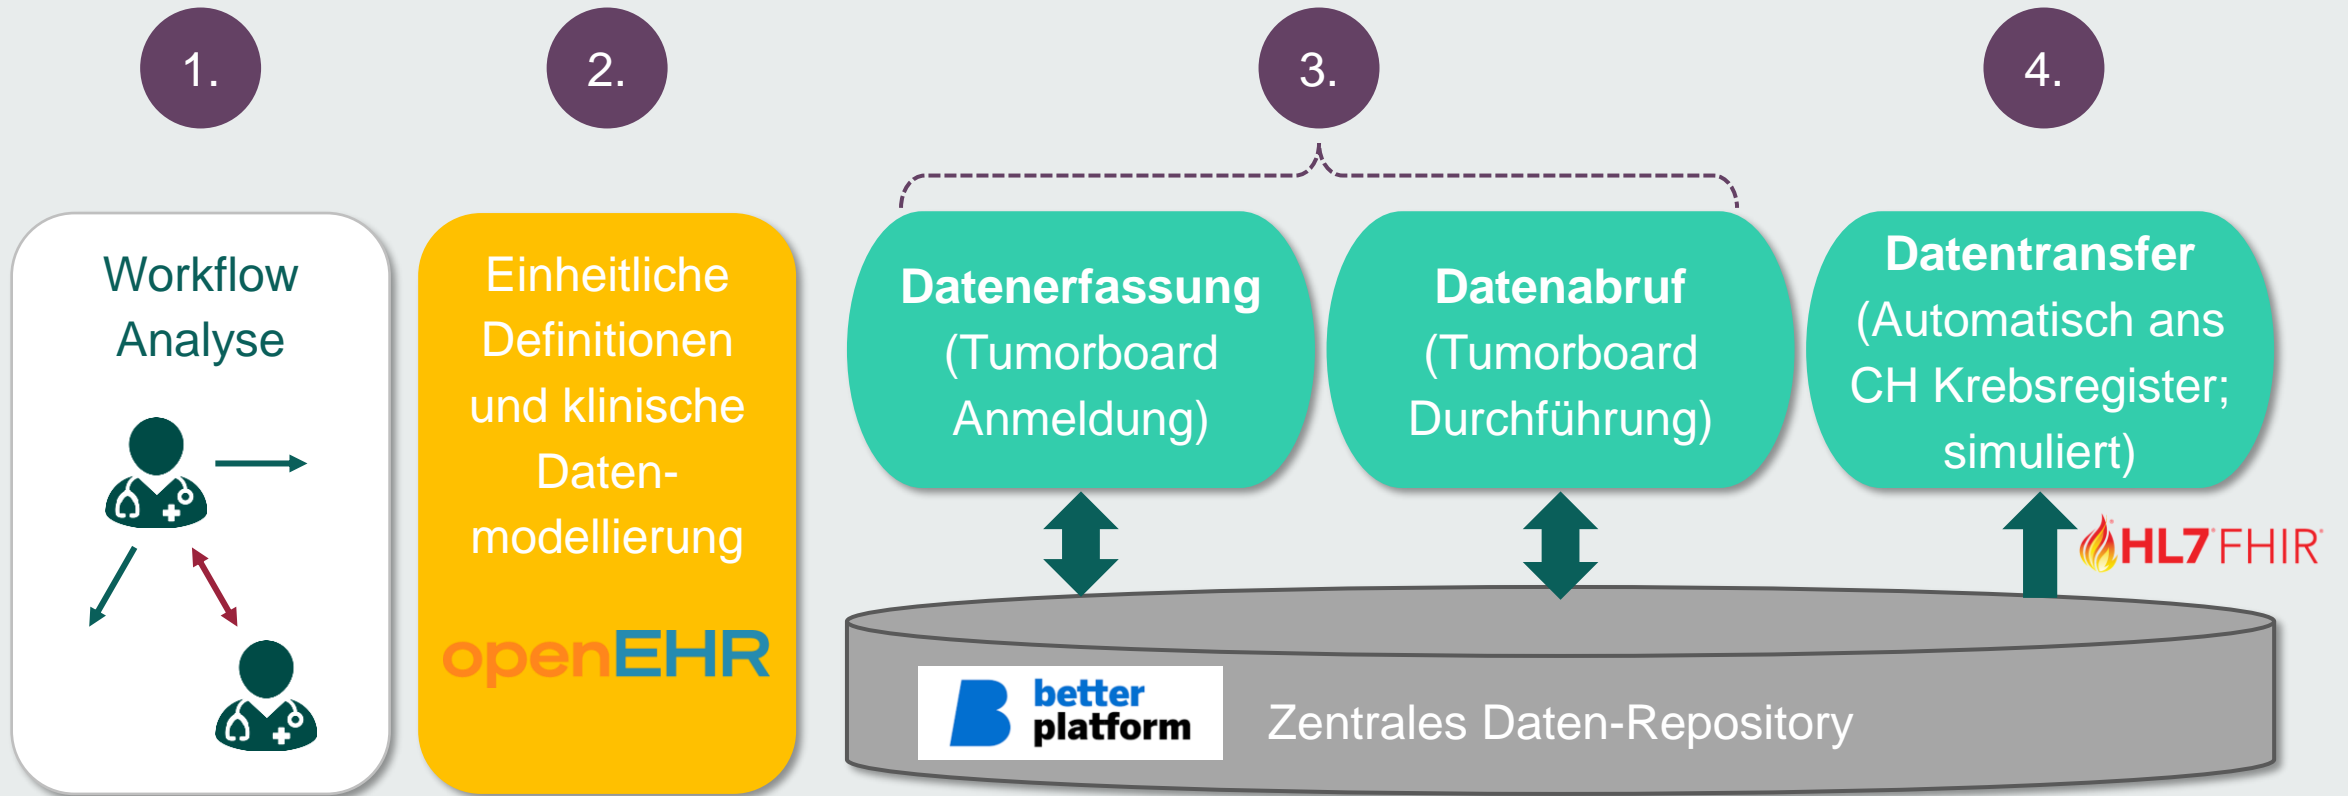 1.
2.
3.
4.
Workflow
Analyse
Einheitliche
Definitionen
und klinische
Daten-
modellierung
openEHR
Datenerfassung
(Tumorboard
Anmeldung)
Datenabruf
(Tumorboard
Durchführung)
Datentransfer
(Automatisch ans
CH Krebsregister;
simuliert)
HL7 FHIR
better
platform
Zentrales Daten-Repository